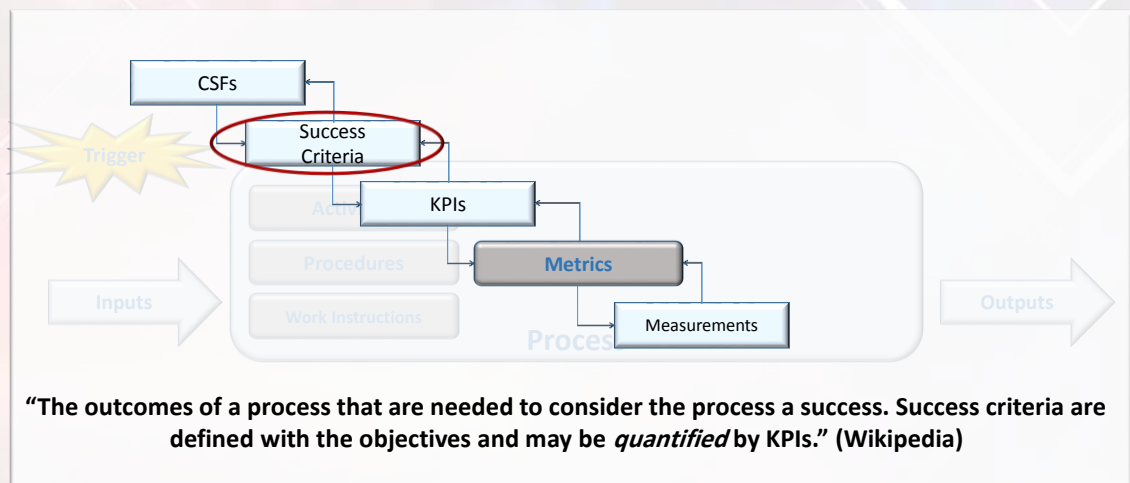 CSFs
Success
Criteria
Trigger
KPIs
Procedures
Metrics
Inputs
Outputs
Work Instructions
Measurements
“The outcomes of a process that are needed to consider the process a success. Success criteria are
defined with the objectives and may be quantified by KPIs.” (Wikipedia)